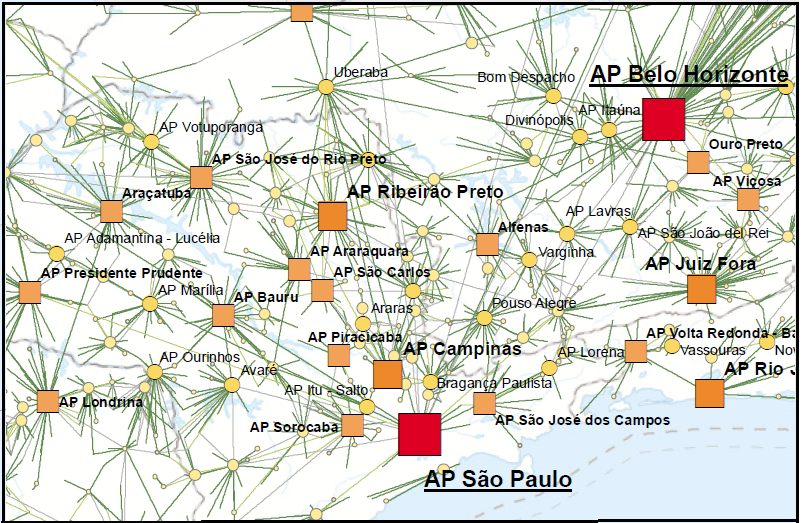 Uberaba
Bom Despacho
AP Belo Horizonte
AP Itaúna
Divinópolis
AP Votuporanga
Ouro Preto
AP São José do Rio Preto
AP Viçosa
Araçatuba
AP Ribeirão Preto
AP Lavras
Alfenas
AP São João del Rei
AP Adamantina - Lucélia
AP Araraquara
Varginha
AP Juiz Fora
AP Presidente Prudente
AP São Carlos
AP Marília
AP Bauru
Araras
Pouso Alegre
AP Piracicaba
AP Volta Redonda - Ba
AP Campinas
AP Lorena
Vassouras
Nov
AP Ourinhos
Avaré
AP Rio J
Bragança Paulista
AP Itu - Salto
AP Londrina
AP Sorocaba
AP São José dos Campos
AP São Paulo